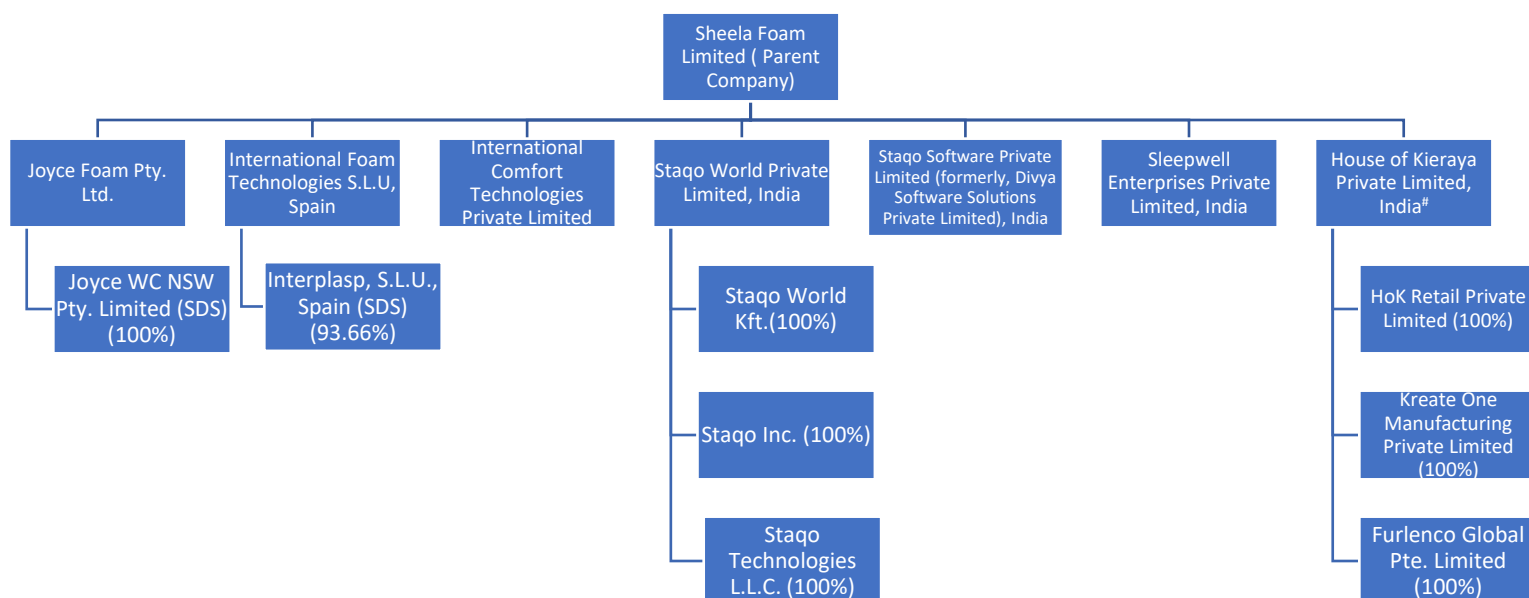 Sheela Foam
Limited ( Parent
Company)
Joyce Foam Pty.
Ltd.
International Foam
Technologies S.L.U,
Spain
International
Comfort
Technologies
Private Limited
Staqo World Private
Limited, India
Staqo Software Private
Limited (formerly, Divya
Software Solutions
Private Limited), India
Sleepwell
Enterprises Private
Limited, India
House of Kieraya
Private Limited,
India#
Joyce WC NSW
Pty. Limited (SDS)
(100%)
Interplasp, S.L.U.,
Spain (SDS)
(93.66%)
Staqo World
Kft.(100%)
Staqo Inc. (100%)
Staqo
Technologies
L.L.C. (100%)
HoK Retail Private
Limited (100%)
Kreate One
Manufacturing
Private Limited
(100%)
Furlenco Global
Pte. Limited
(100%)